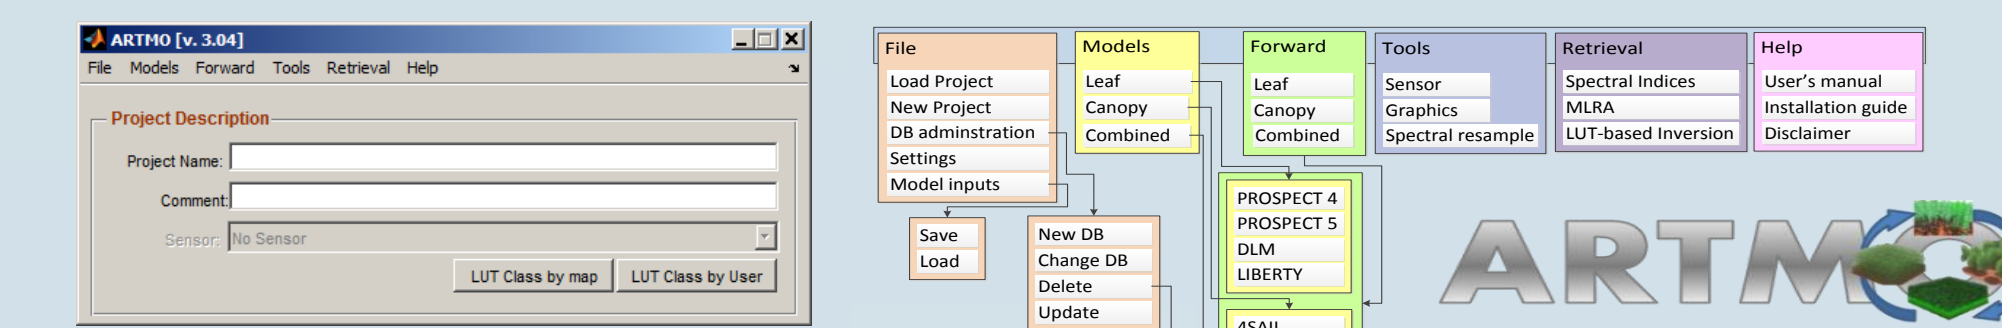 ARTMO [v. 3.04]
File Models Forward Tools Retrieval Help
Project Description
Project Name:
Comment:
Sensor: No Sensor
LUT Class by map LUT Class by User
File
Load Project
New Project
DB adminstration
Settings
Model inputs
Save
Load
Models
Leaf
Canopy
Combined
New DB
Change DB
Delete
Update
Forward
Leaf
Canopy
Combined
PROSPECT 4
PROSPECT 5
DLM
LIBERTY
4SAIL
Tools
Sensor
Graphics
Spectral resample
Retrieval
Spectral Indices
MLRA
LUT-based Inversion
Help
User's manual
Installation guide
Disclaimer
ARTMO